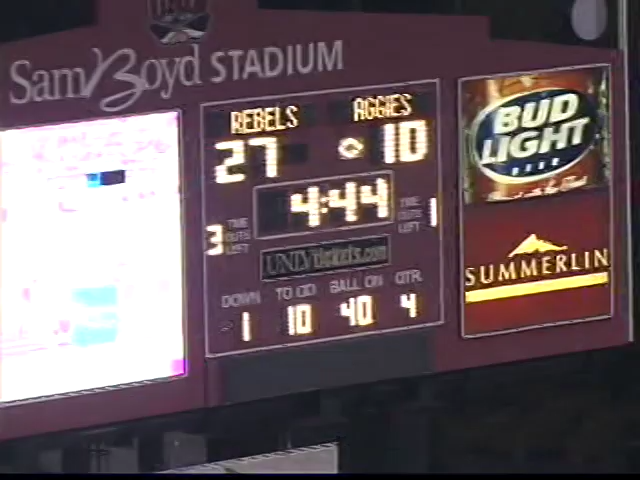 Sam Boyd STADIUM
REBELS AGGIES
27 10
4:44
3 TIME OUTS LEFT
TIME OUTS LEFT 1
UNLVtickets.com
DOWN TO GO BALL ON QTR.
1 10 40 4
BUD
LIGHT
BEER
SUMMERLIN